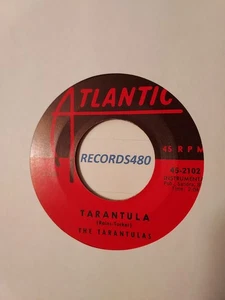 ATLANTIC
45 RPM
RECORDS480
45-2102
TARANTULA
THE TARANTULAS